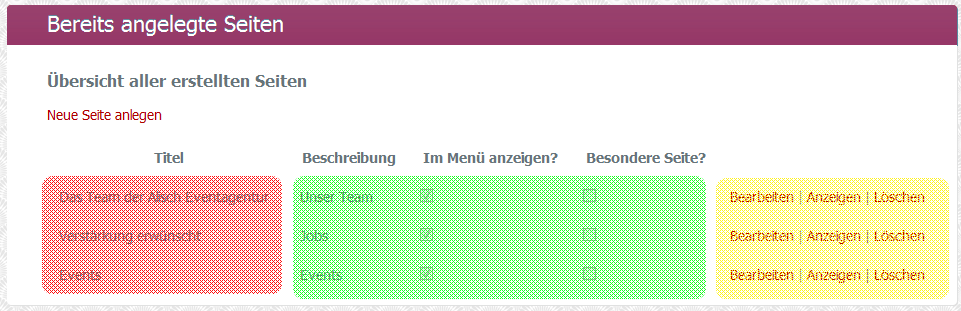 Bereits angelegte Seiten
Übersicht aller erstellten Seiten
Neue Seite anlegen
Titel Beschreibung Im Menü anzeigen? Besondere Seite?
Das Team der Alisch Eventagentur Unser Team Bearbeiten | Anzeigen | Löschen
Verstärkung erwünscht Jobs Bearbeiten | Anzeigen | Löschen
Events Events Bearbeiten | Anzeigen | Löschen